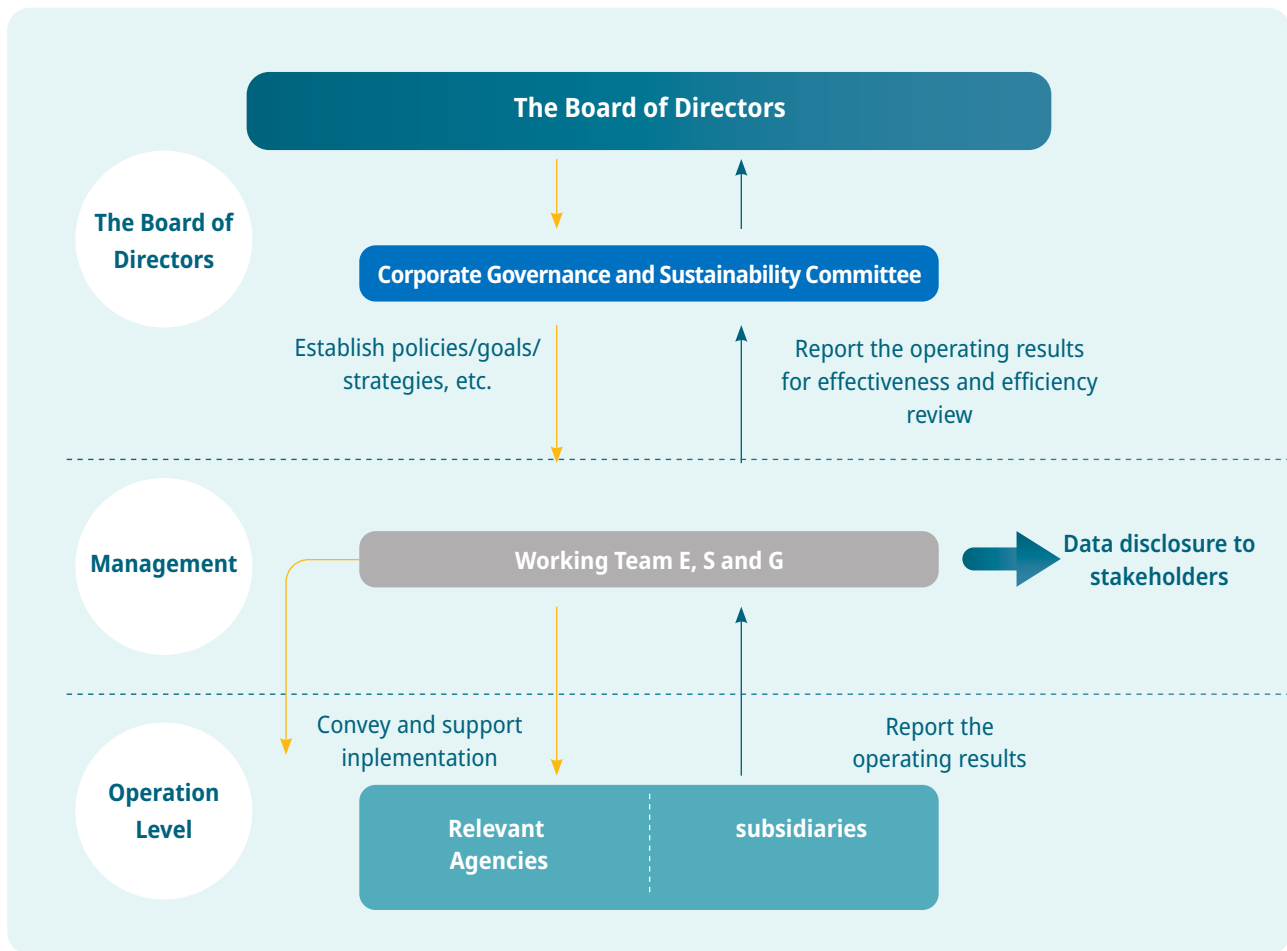 The Board of Directors
The Board of
Directors
Corporate Governance and Sustainability Committee
Establish policies/goals/
strategies, etc.
Report the operating results
for effectiveness and efficiency
review
Management
Working Team E, S and G
Data disclosure to
stakeholders
Convey and support
inplementation
Report the
operating results
Operation
Level
Relevant
Agencies
subsidiaries